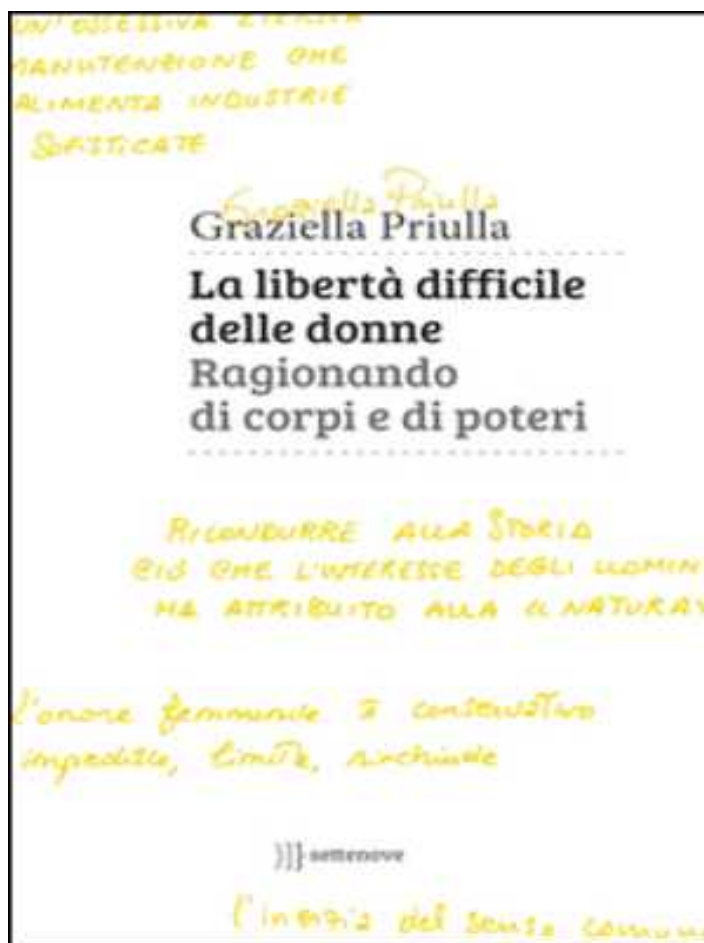 UN'OSSESSIVA ETERNA
MANUTENZIONE CHE
ALIMENTA INDUSTRIE
SOFISTICATE
Graziella Priulla
Graziella Priulla
La libertà difficile
delle donne
Ragionando
di corpi e di poteri
RICONDURRE ALLA STORIA
CIÒ CHE L'INTERESSE DEGLI UOMIN
HA ATTRIBUITO ALLA «NATURA»
l'onore femminile è conservativo
impedisce, limita, rinchiude
settenove
l'inerzia del senso comun